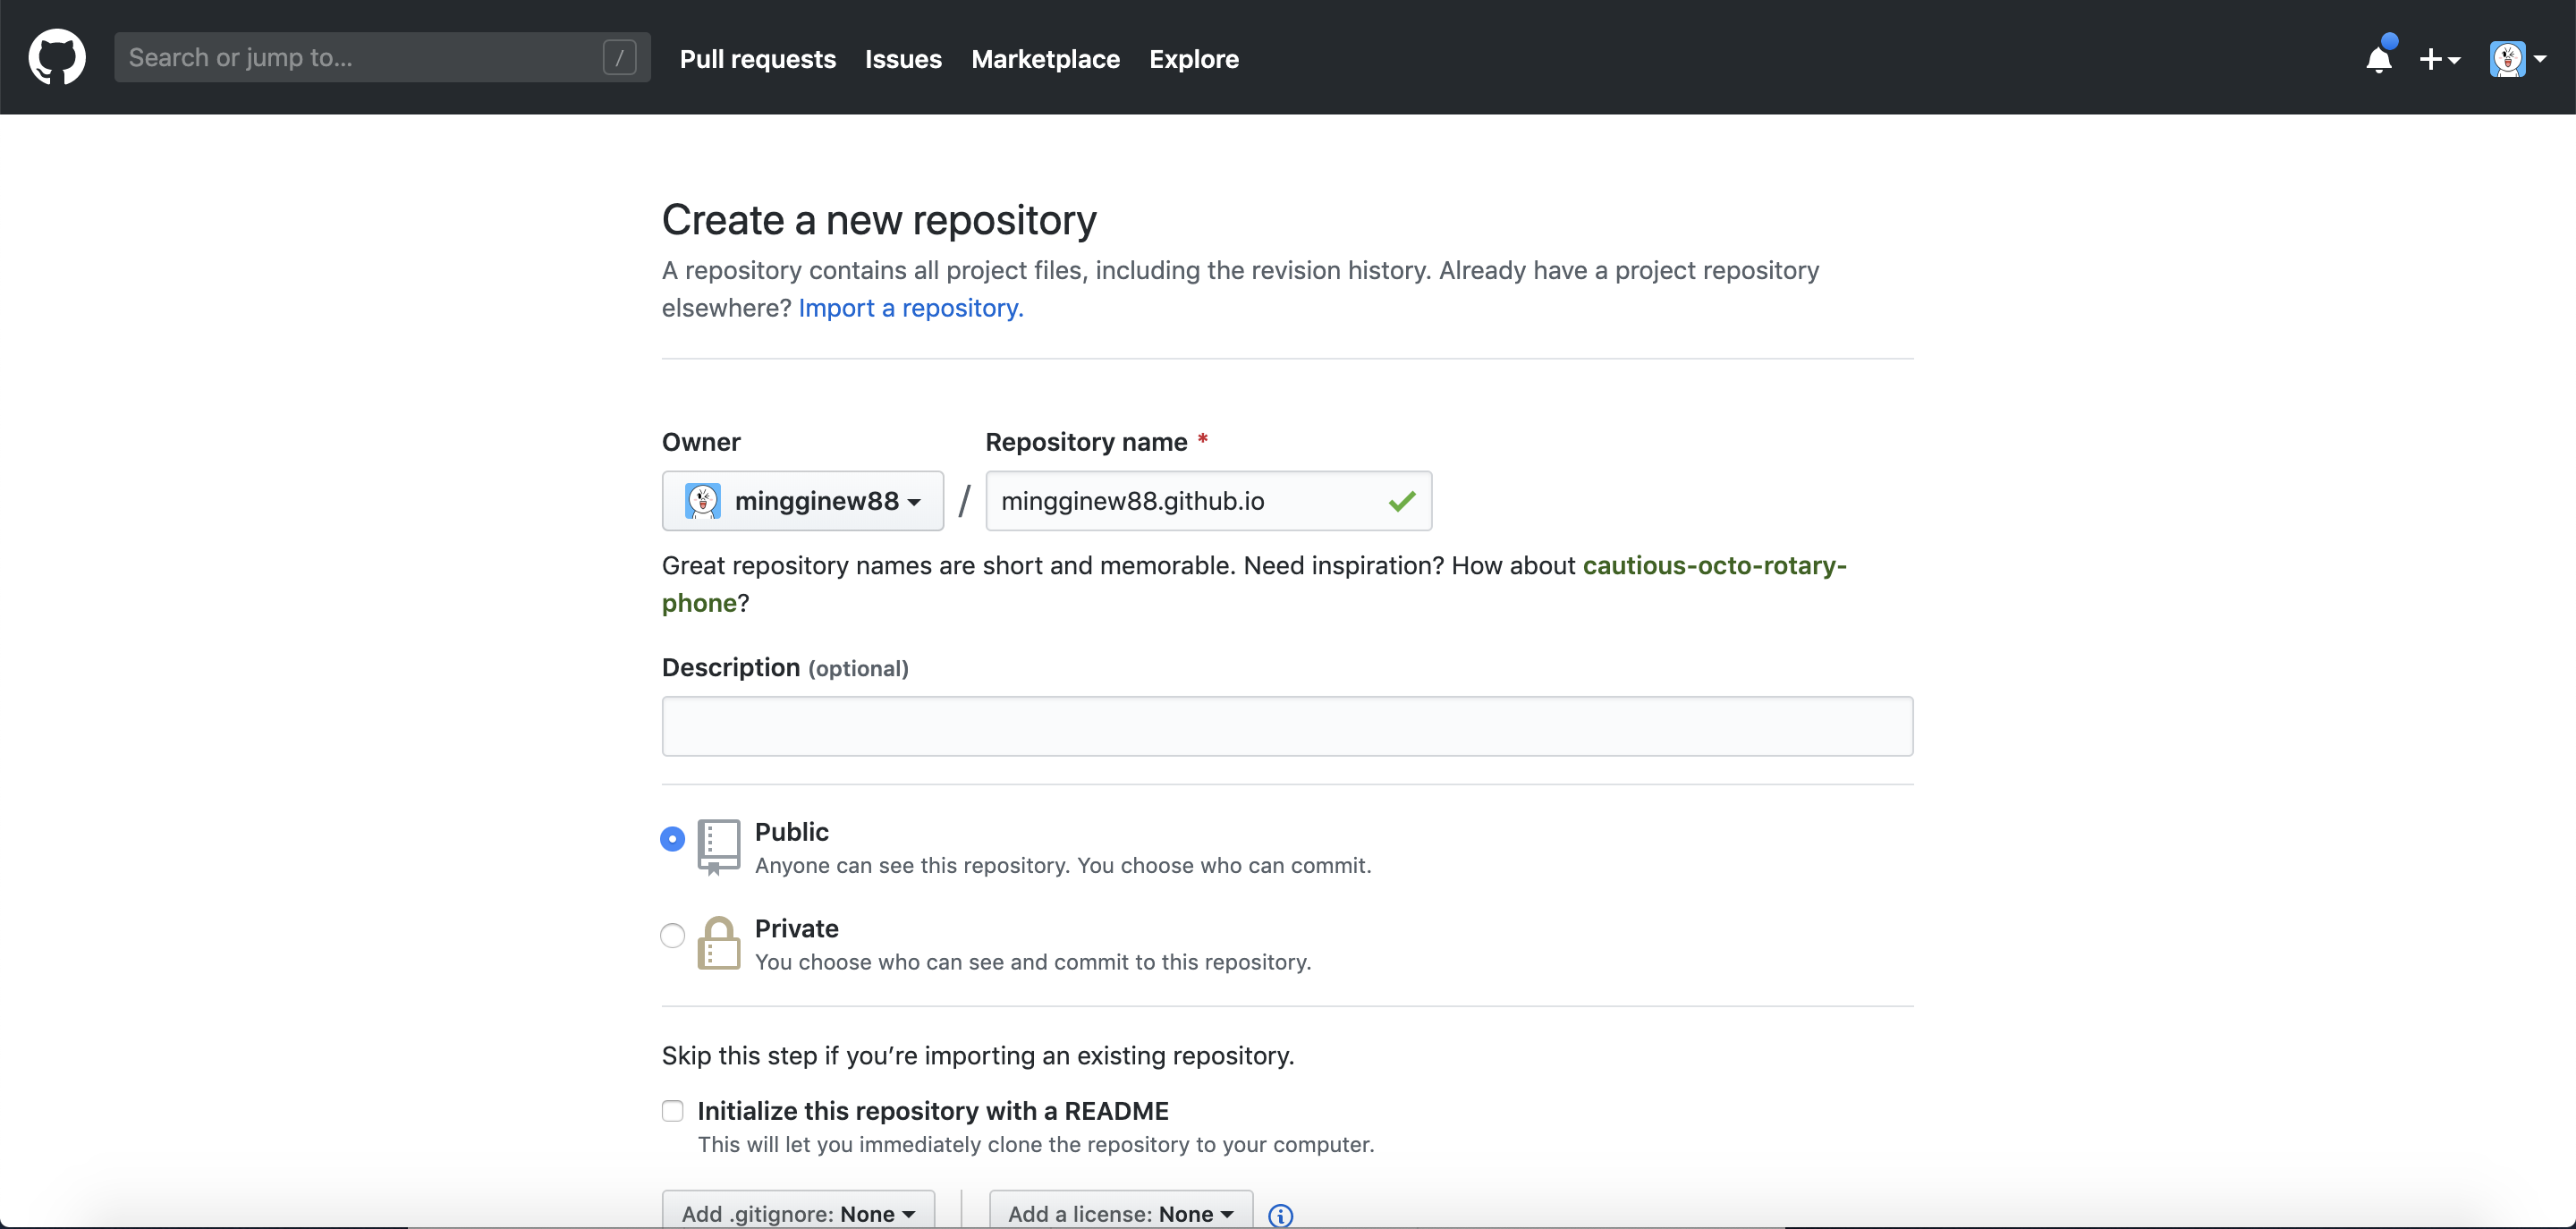 Search or jump to... /
Pull requests Issues Marketplace Explore
Create a new repository
A repository contains all project files, including the revision history. Already have a project repository
elsewhere? Import a repository.
Owner
Repository name *
mingginew88 / mingginew88.github.io
Great repository names are short and memorable. Need inspiration? How about cautious-octo-rotary-
phone?
Description (optional)
Public
Anyone can see this repository. You choose who can commit.
Private
You choose who can see and commit to this repository.
Skip this step if you’re importing an existing repository.
Initialize this repository with a README
This will let you immediately clone the repository to your computer.
Add .gitignore: None
Add a license: None